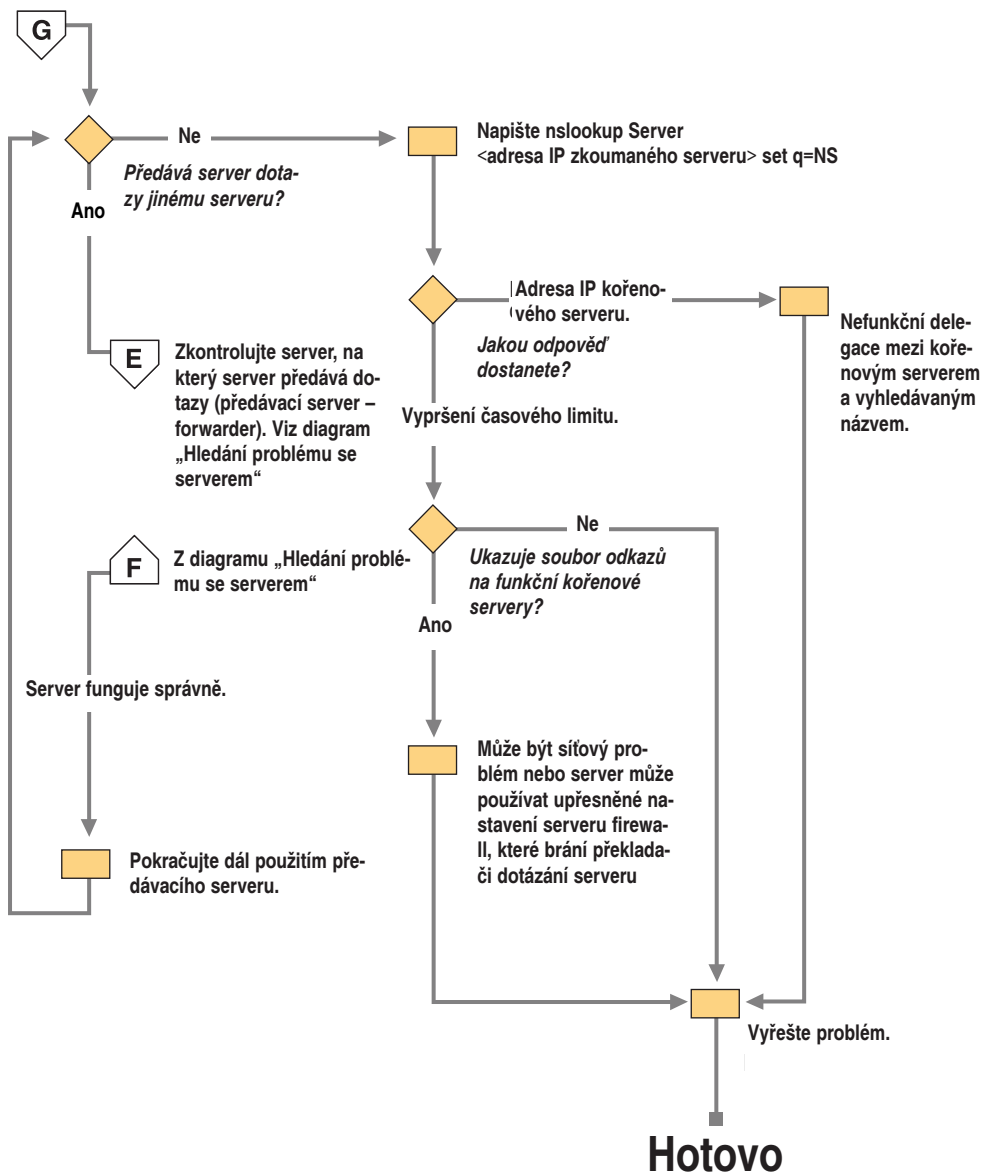 G
Ne
Napište nslookup Server
<adresa IP zkoumaného serveru> set q=NS
Předává server dota-
zy jinému serveru?
Ano
Adresa IP kořeno-
vého serveru.
Jakou odpověď
dostanete?
Nefunkční dele-
gace mezi koře-
novým serverem
a vyhledávaným
názvem.
E
Zkontrolujte server, na
který server předává do-
tazy (předávací server –
forwarder). Viz diagram
„Hledání problému se
serverem“
Vypršení časového limitu.
Ne
F
Z diagramu „Hledání problé-
mu se serverem“
Ukazuje soubor odkazů
na funkční kořenové
servery?
Ano
Server funguje správně.
Může být síťový pro-
blém nebo server může
používat upřesněné na-
stavení serveru firewa-
ll, které brání překlada-
či dotázání serveru
Pokračujte dál použitím pře-
dávacího serveru.
Vyřešte problém.
Hotovo